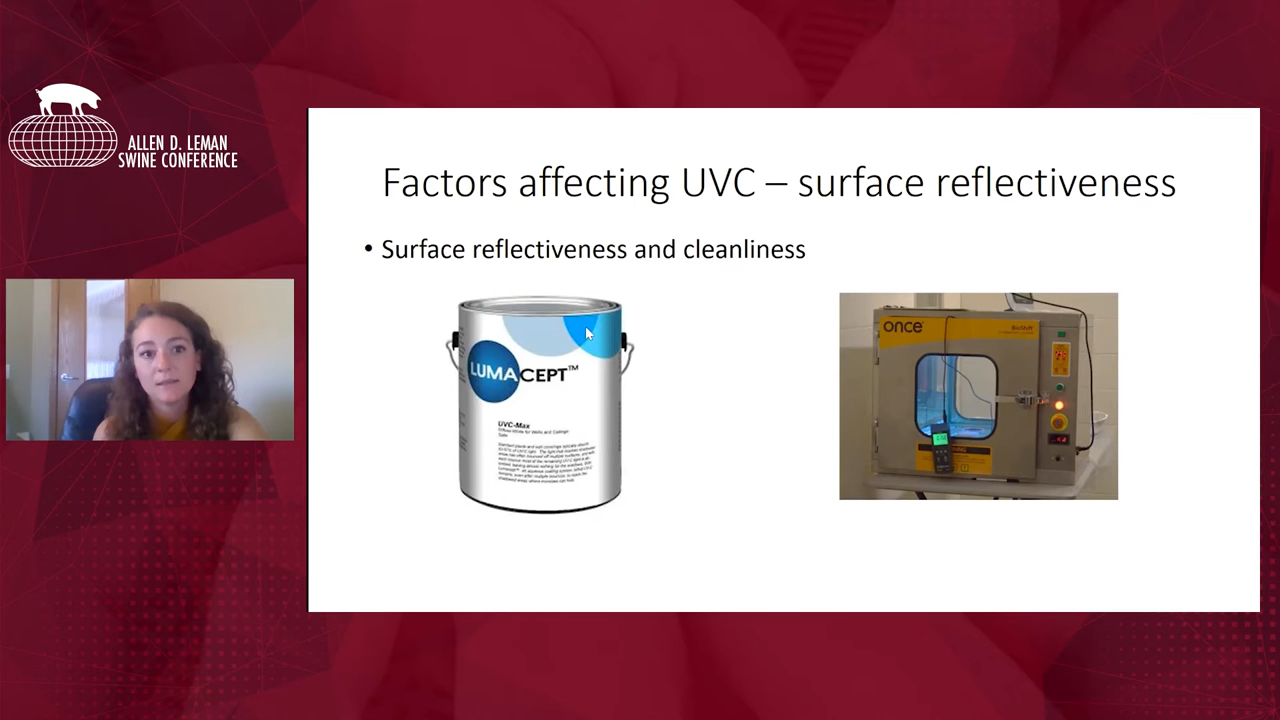 ALLEN D. LEMAN
SWINE CONFERENCE
Factors affecting UVC – surface reflectiveness
• Surface reflectiveness and cleanliness
LUMACEPT™
UVC-Max
once